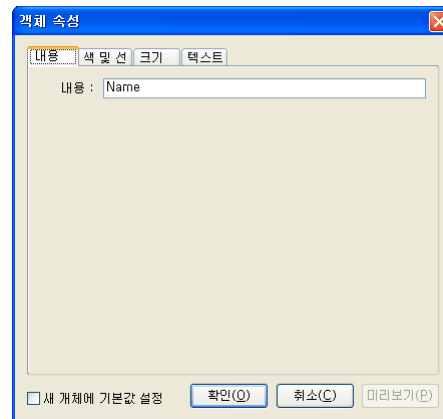 객체 속성
내용 색 및 선 크기 텍스트
내용 : Name
새 개체에 기본값 설정 확인(O) 취소(C) 미리보기(P)